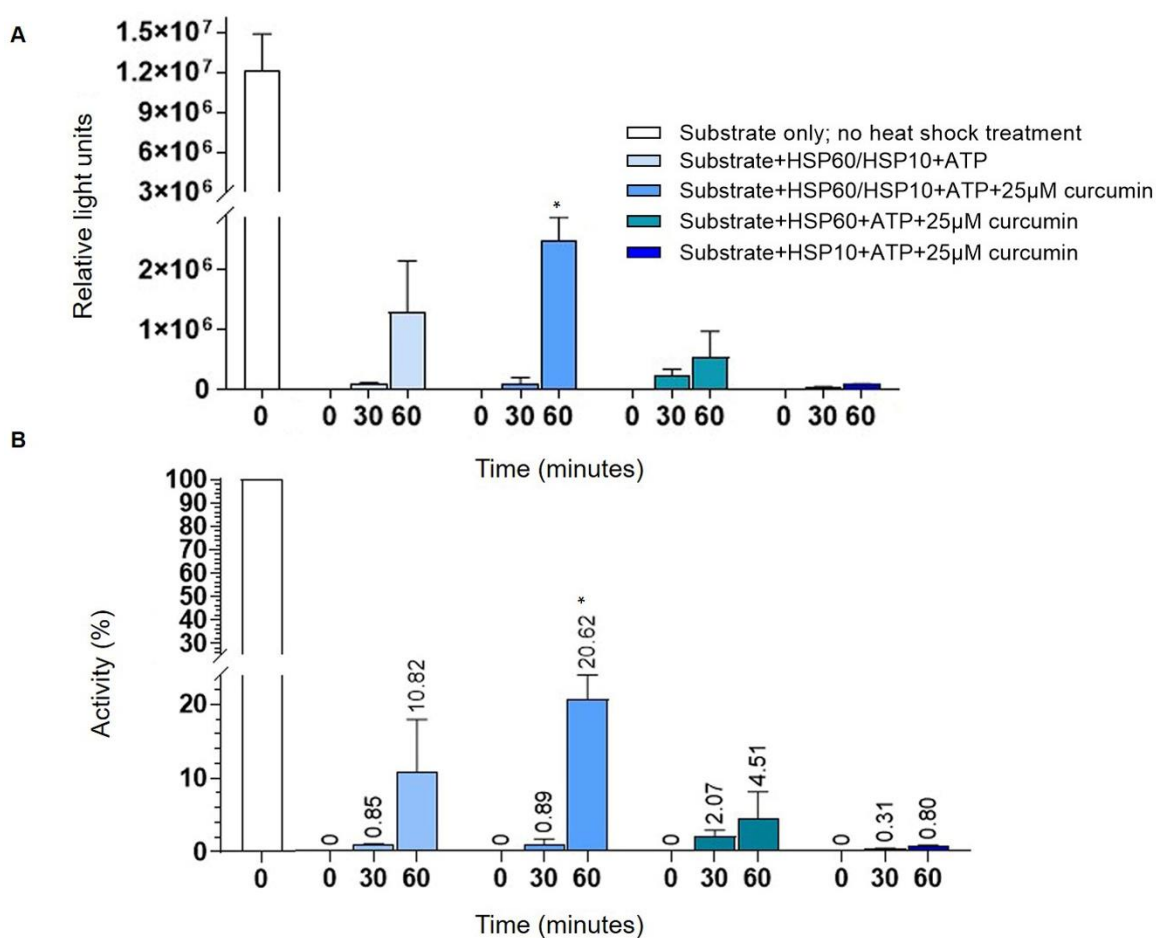 A
Relative light units
1.5×10⁷
1.2×10⁷
9×10⁶
6×10⁶
3×10⁶
2×10⁶
1×10⁶
0
*
Substrate only; no heat shock treatment
Substrate+HSP60/HSP10+ATP
Substrate+HSP60/HSP10+ATP+25µM curcumin
Substrate+HSP60+ATP+25µM curcumin
Substrate+HSP10+ATP+25µM curcumin
0 0 30 60 0 30 60 0 30 60 0 30 60
Time (minutes)
B
Activity (%)
100
90
80
70
60
50
40
30
20
10
0
*
0 0.85 10.82 0 0.89 20.62 0 2.07 4.51 0 0.31 0.80
0 0 30 60 0 30 60 0 30 60 0 30 60
Time (minutes)